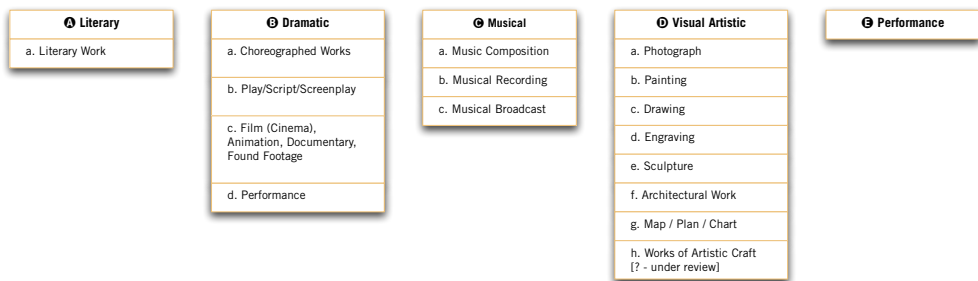 Ⓐ Literary
a. Literary Work
Ⓑ Dramatic
a. Choreographed Works
b. Play/Script/Screenplay
c. Film (Cinema),
Animation, Documentary,
Found Footage
d. Performance
Ⓒ Musical
a. Music Composition
b. Musical Recording
c. Musical Broadcast
Ⓓ Visual Artistic
a. Photograph
b. Painting
c. Drawing
d. Engraving
e. Sculpture
f. Architectural Work
g. Map / Plan / Chart
h. Works of Artistic Craft
[? - under review]
Ⓔ Performance